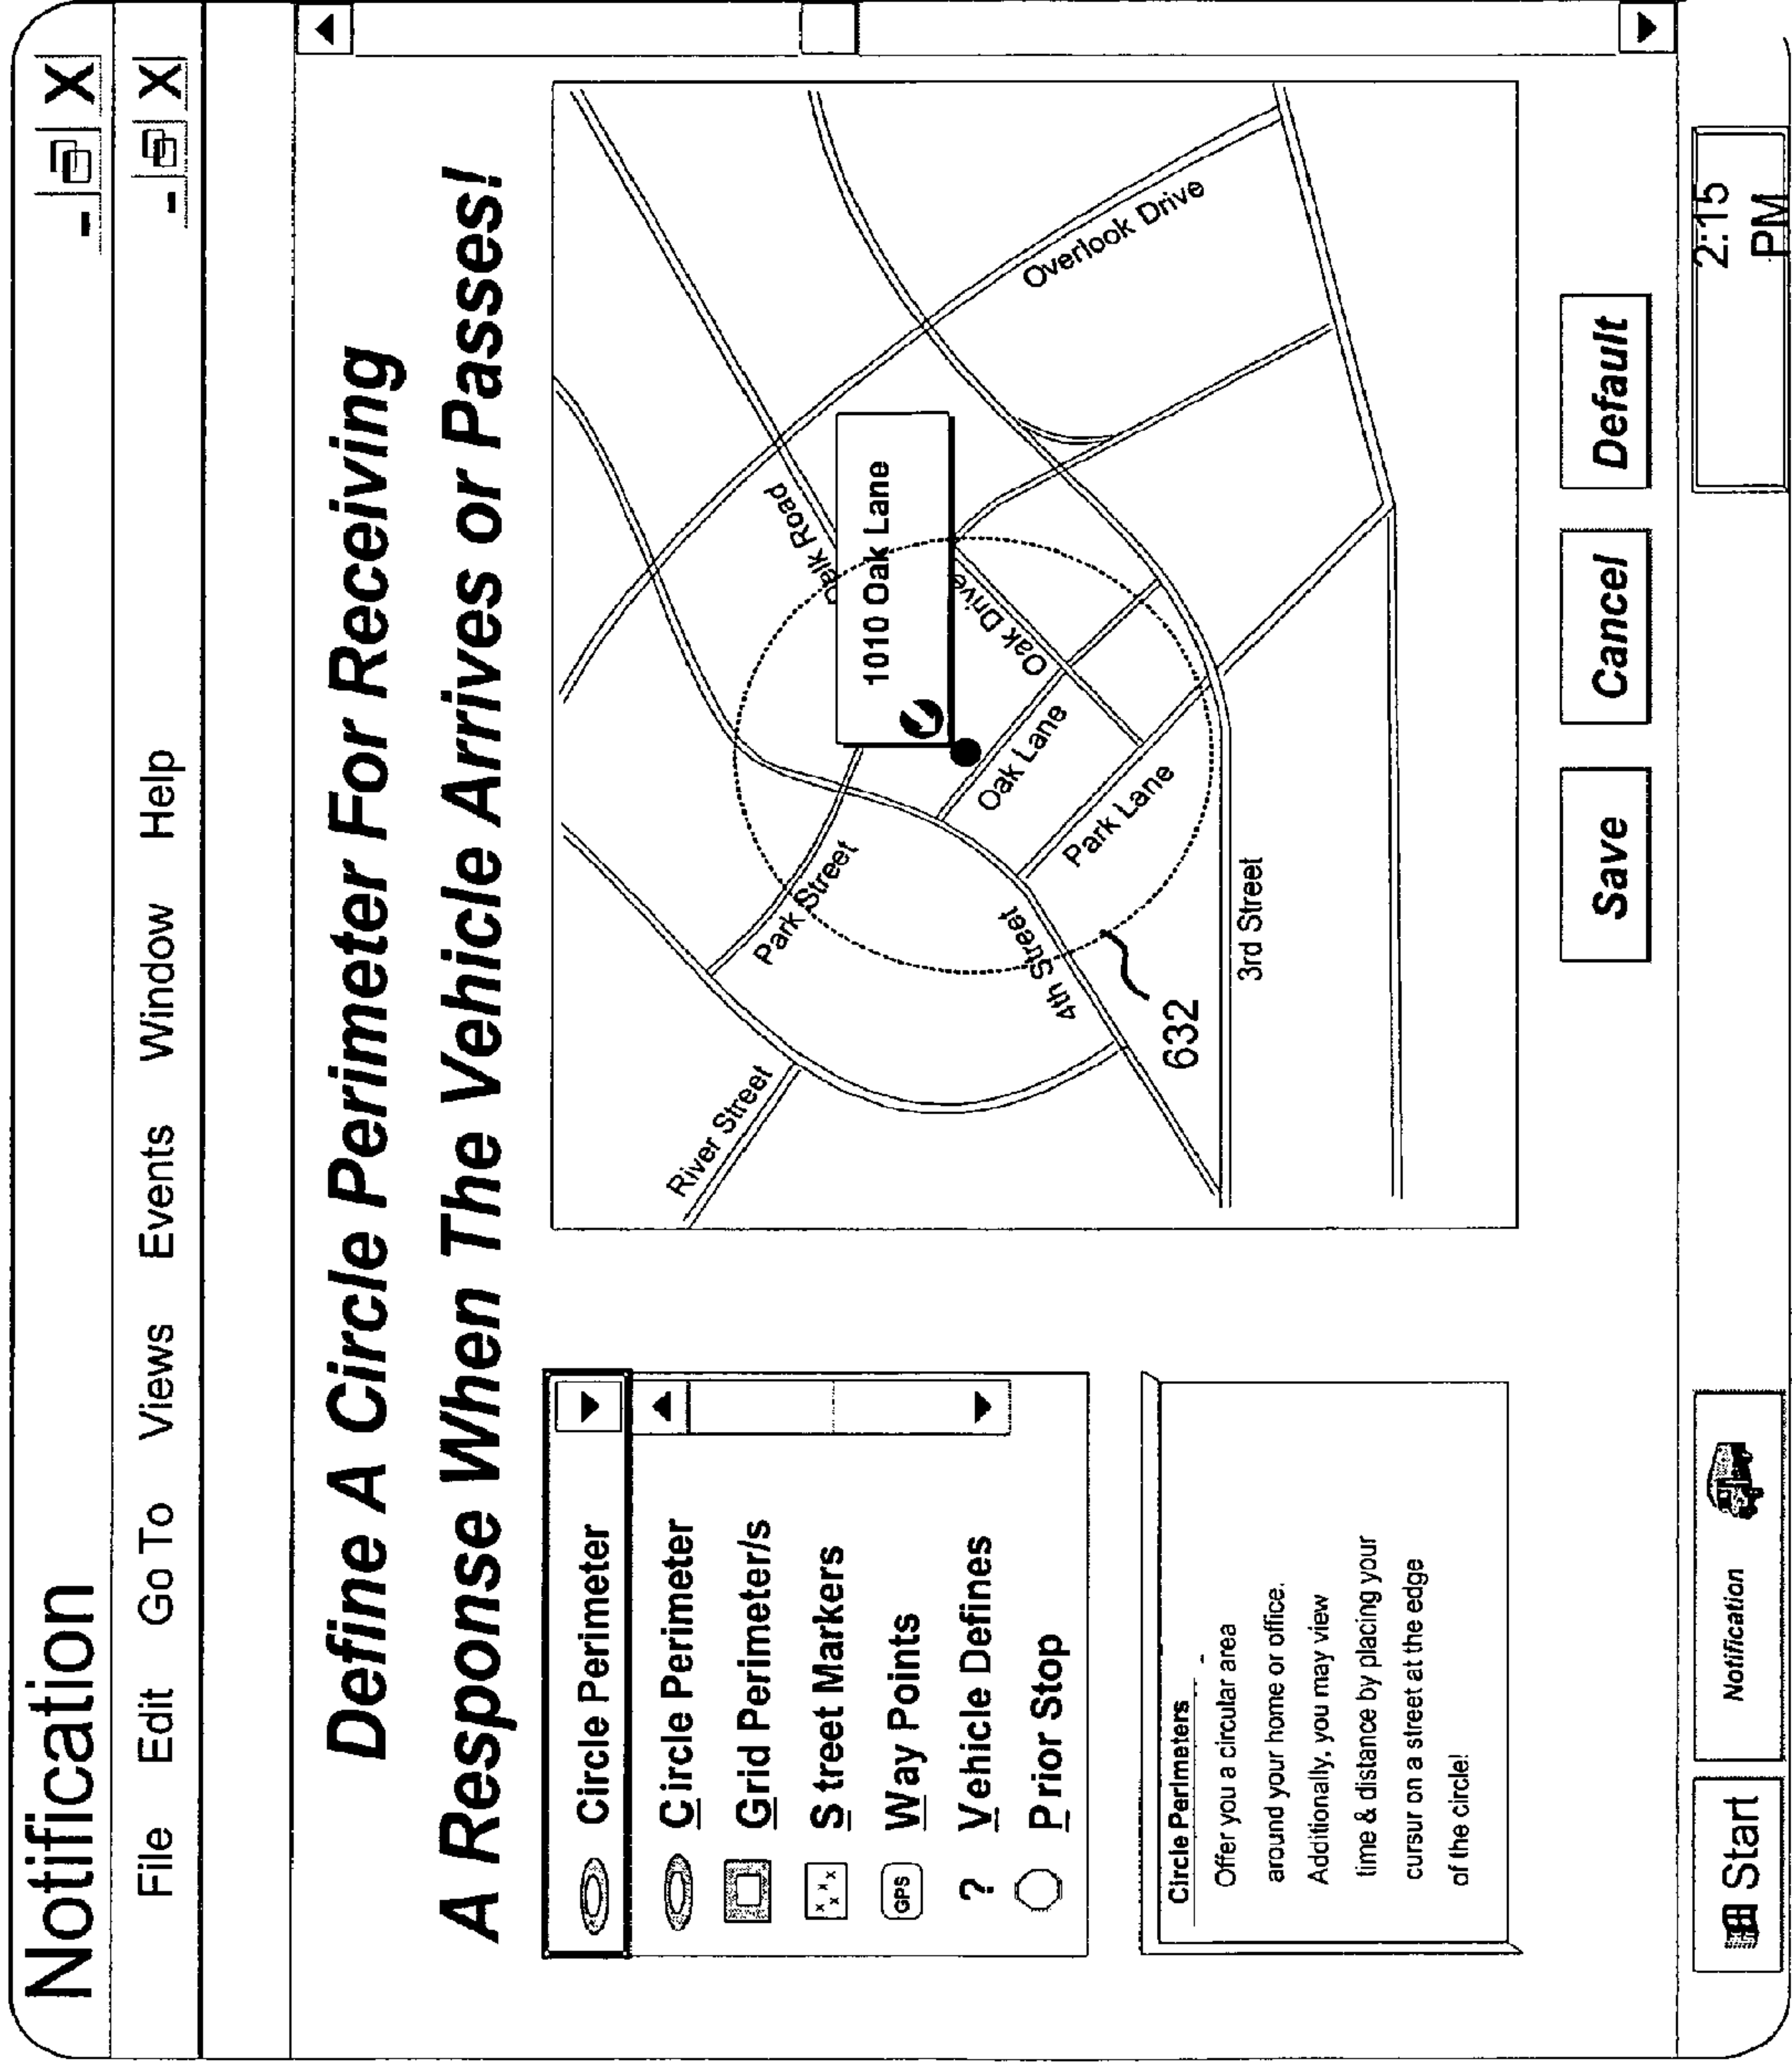 Notification
File Edit Go To Views Events Window Help
Define A Circle Perimeter For Receiving
A Response When The Vehicle Arrives or Passes!
Circle Perimeter
Circle Perimeter
Grid Perimeter/s
Street Markers
GPS Way Points
? Vehicle Defines
Prior Stop
Circle Perimeters
Offer you a circular area
around your home or office.
Additionally, you may view
time & distance by placing your
cursur on a street at the edge
of the circle!
River Street
Park Street
Delk Road
1010 Oak Lane
Oak Drive
Oak Lane
Park Lane
4th Street
3rd Street
Overlook Drive
632
Save Cancel Default
Start Notification 2:15
PM